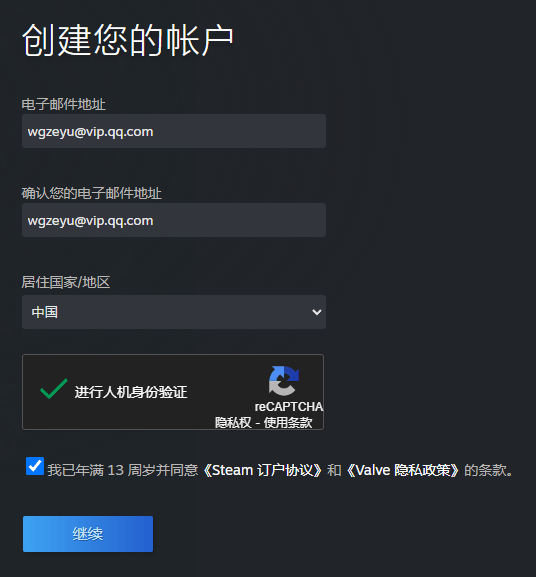 创建您的帐户
电子邮件地址
wgzeyu@vip.qq.com
确认您的电子邮件地址
wgzeyu@vip.qq.com
居住国家/地区
中国
进行人机身份验证
reCAPTCHA
隐私权 - 使用条款
我已年满 13 周岁并同意《Steam 订户协议》和《Valve 隐私政策》的条款。
继续